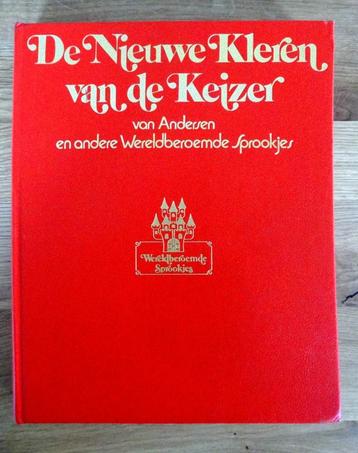 De Nieuwe Kleren
van de Keizer
van Andersen
en andere Wereldberoemde Sprookjes
Wereldberoemde
Sprookjes